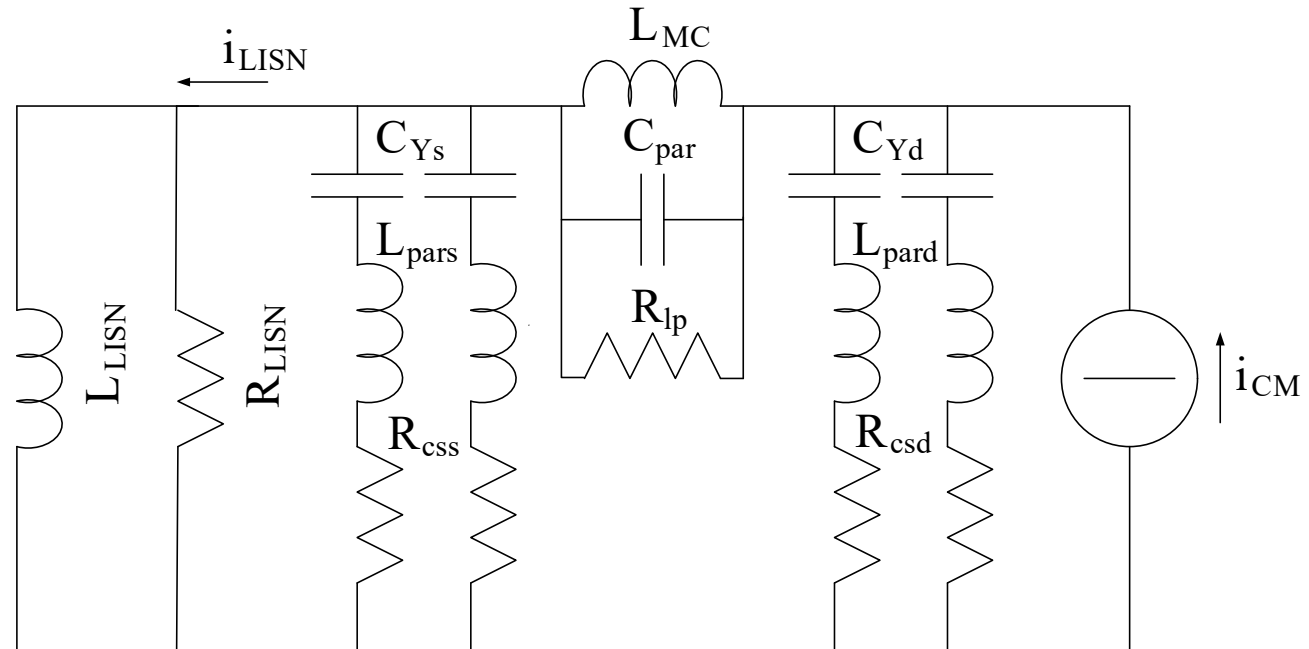 L_MC
i_LISN
C_Ys
C_par
C_Yd
L_pars
L_pard
R_lp
L_LISN
R_LISN
i_CM
R_css
R_csd